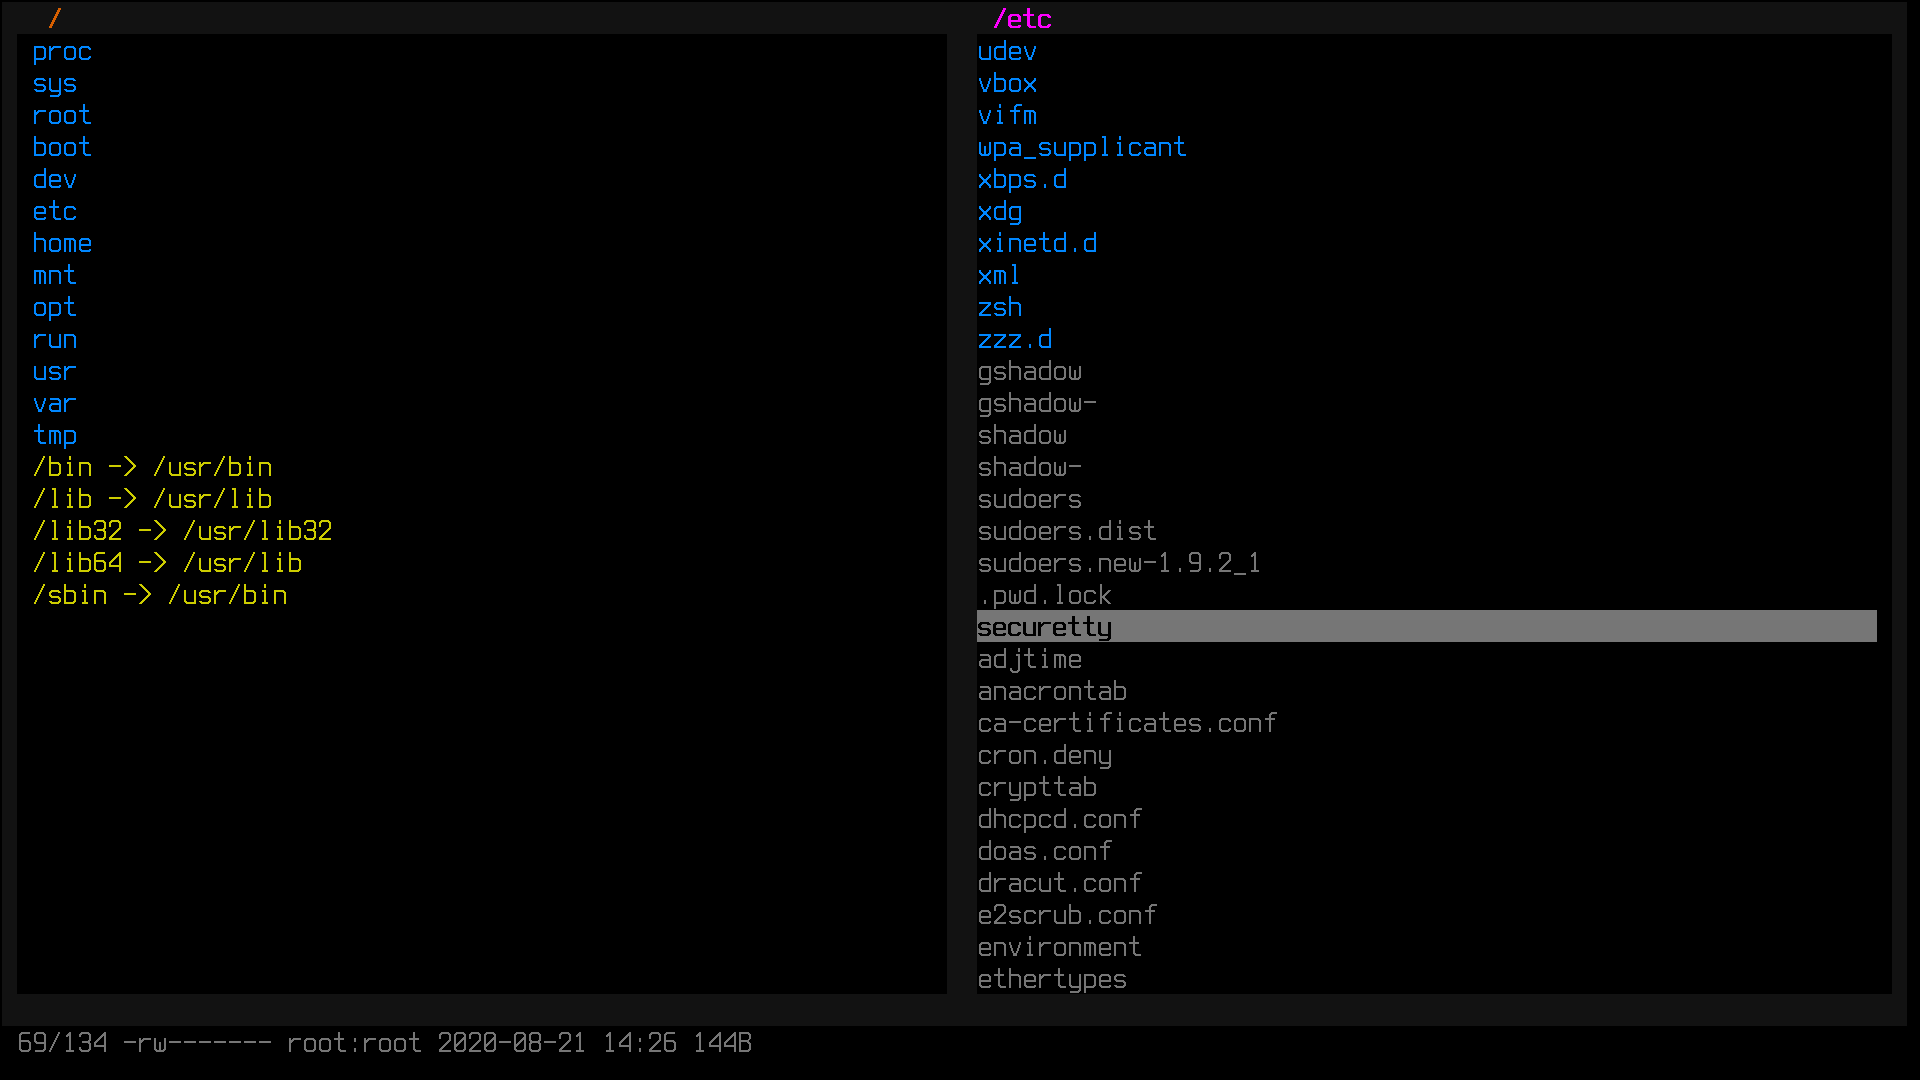 /
proc
sys
root
boot
dev
etc
home
mnt
opt
run
usr
var
tmp
/bin -> /usr/bin
/lib -> /usr/lib
/lib32 -> /usr/lib32
/lib64 -> /usr/lib
/sbin -> /usr/bin
/etc
udev
vbox
vifm
wpa_supplicant
xbps.d
xdg
xinetd.d
xml
zsh
zzz.d
gshadow
gshadow-
shadow
shadow-
sudoers
sudoers.dist
sudoers.new-1.9.2_1
.pwd.lock
securetty
adjtime
anacrontab
ca-certificates.conf
cron.deny
crypttab
dhcpcd.conf
doas.conf
dracut.conf
e2scrub.conf
environment
ethertypes
69/134 -rw------- root:root 2020-08-21 14:26 144B